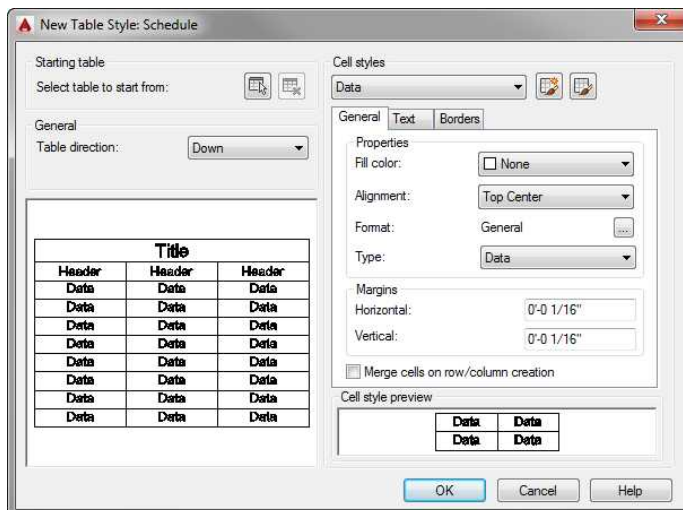 New Table Style: Schedule
Starting table
Select table to start from:
General
Table direction:
Down
Title
Header Header Header
Data Data Data
Data Data Data
Data Data Data
Data Data Data
Data Data Data
Data Data Data
Data Data Data
Data Data Data
Cell styles
Data
General Text Borders
Properties
Fill color: None
Alignment: Top Center
Format: General ...
Type: Data
Margins
Horizontal: 0'-0 1/16"
Vertical: 0'-0 1/16"
Merge cells on row/column creation
Cell style preview
Data Data
Data Data
OK Cancel Help